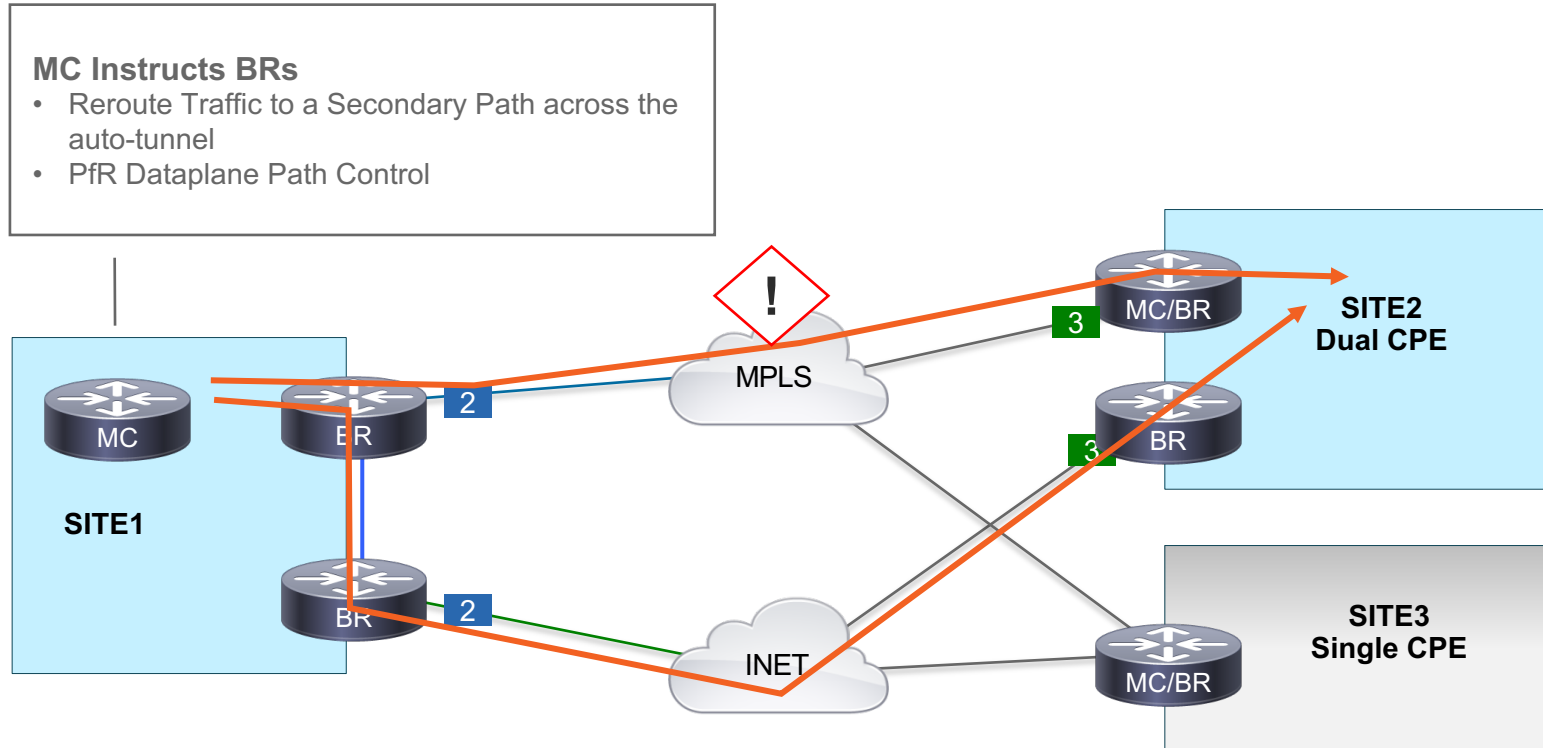 MC Instructs BRs
• Reroute Traffic to a Secondary Path across the
auto-tunnel
• PfR Dataplane Path Control
!
MC/BR
SITE2
Dual CPE
3
MPLS
2
BR
MC
BR
3
SITE1
BR
2
INET
SITE3
Single CPE
MC/BR